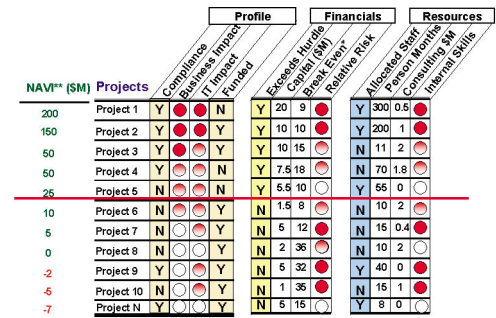 Profile Financials Resources
Compliance Business Impact IT Impact Funded Exceeds Hurdle Capital ($M) Break Even* Relative Risk Allocated Staff Person Months Consulting $M Internal Skills
NAVI** ($M) Projects
200 Project 1 Y N Y 20 9 Y 300 0.5
150 Project 2 Y Y Y 10 10 Y 200 1
50 Project 3 Y Y Y 10 15 N 11 2
50 Project 4 Y N Y 7.5 18 N 70 1.8
25 Project 5 N N Y 5.5 10 Y 55 0
10 Project 6 N Y N 1.5 8 N 10 2
5 Project 7 N Y N 5 12 N 15 0.4
0 Project 8 N Y N 2 36 N 10 2
-2 Project 9 Y Y N 5 32 Y 40 0
-5 Project 10 N Y N 1 35 N 15 1
-7 Project N Y Y N 5 15 Y 8 0